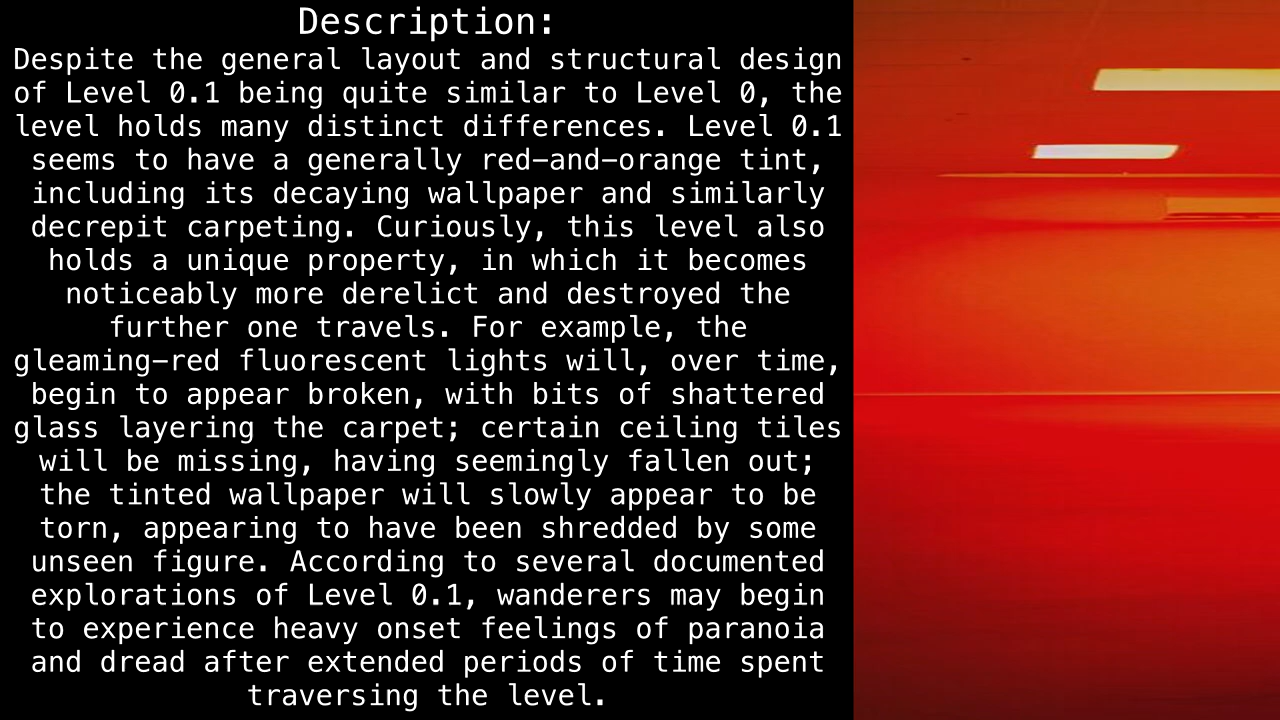 Description:
Despite the general layout and structural design
of Level 0.1 being quite similar to Level 0, the
level holds many distinct differences. Level 0.1
seems to have a generally red—and—orange tint,
including its decaying wallpaper and similarly
decrepit carpeting. Curiously, this level also
holds a unique property, in which it becomes
noticeably more derelict and destroyed the
further one travels. For example, the
gleaming—red fluorescent lights will, over time,
begin to appear broken, with bits of shattered
glass layering the carpet; certain ceiling tiles
will be missing, having seemingly fallen out;
the tinted wallpaper will slowly appear to be
torn, appearing to have been shredded by some
unseen figure. According to several documented
explorations of Level 0.1, wanderers may begin
to experience heavy onset feelings of paranoia
and dread after extended periods of time spent
traversing the level.